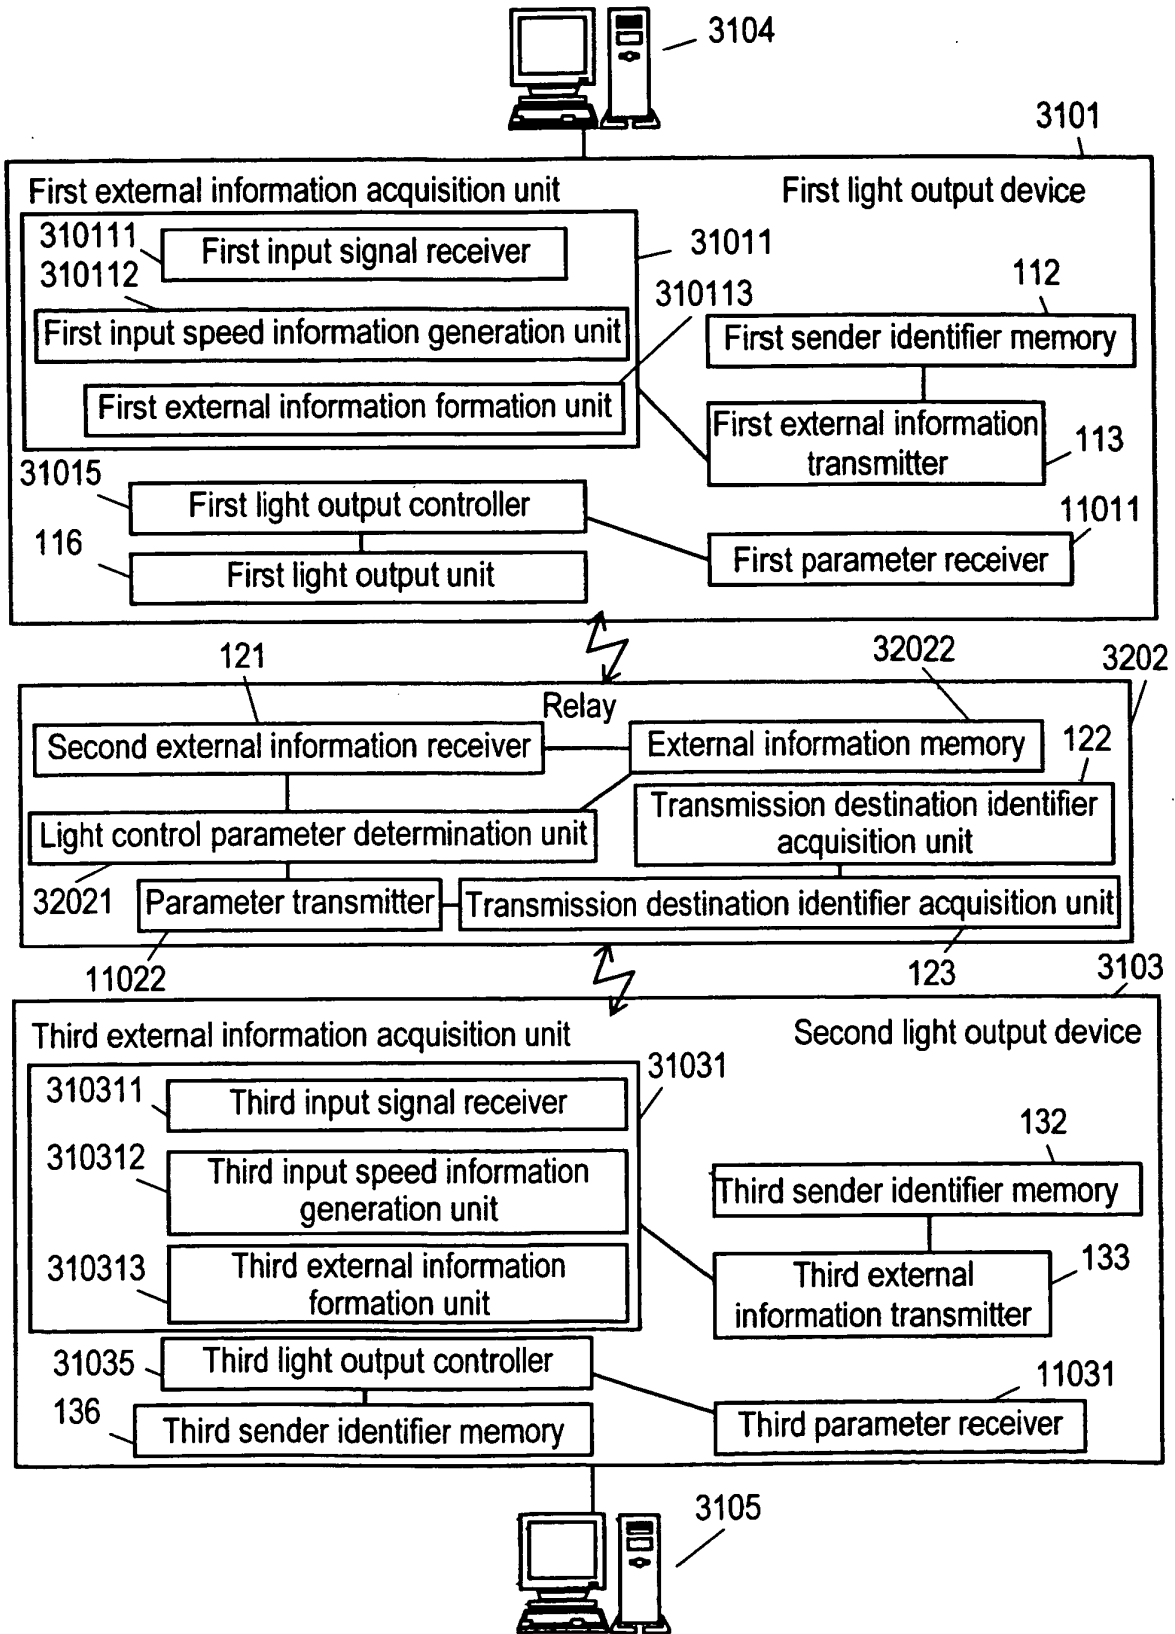 3104
3101
First external information acquisition unit
First light output device
310111
First input signal receiver
31011
310112
310113
112
First input speed information generation unit
First sender identifier memory
First external information formation unit
First external information
transmitter
113
31015
First light output controller
11011
116
First light output unit
First parameter receiver
121
32022
3202
Relay
Second external information receiver
External information memory
122
Transmission destination identifier
acquisition unit
Light control parameter determination unit
32021
Parameter transmitter
Transmission destination identifier acquisition unit
11022
123
3103
Third external information acquisition unit
Second light output device
310311
Third input signal receiver
31031
132
310312
Third input speed information
generation unit
Third sender identifier memory
310313
Third external information
formation unit
Third external
information transmitter
133
31035
Third light output controller
11031
136
Third sender identifier memory
Third parameter receiver
3105